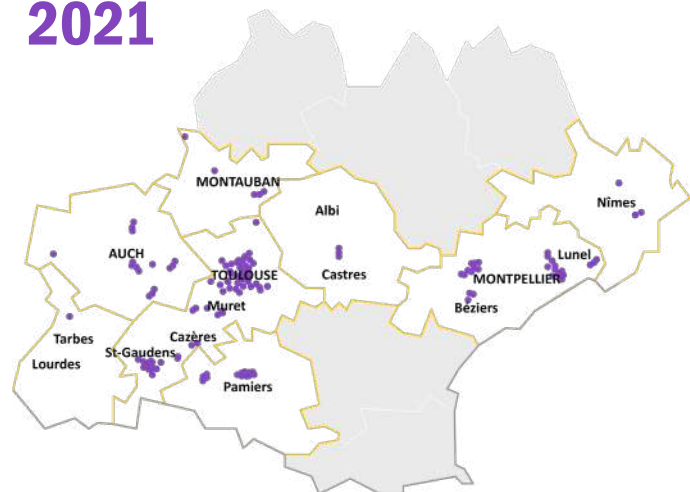 2021
MONTAUBAN
Albi
Nîmes
AUCH
TOULOUSE
Castres
Lunel
MONTPELLIER
Muret
Béziers
Tarbes
Cazères
St-Gaudens
Lourdes
Pamiers